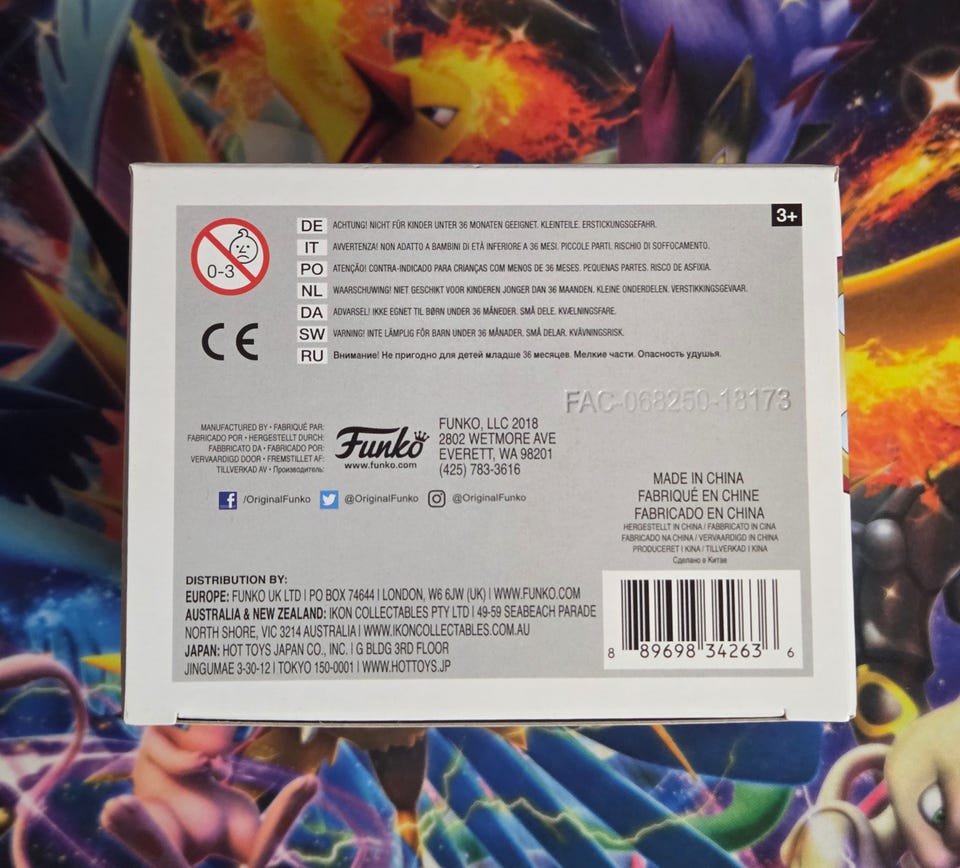 3+
0-3
DE ACHTUNG! NICHT FÜR KINDER UNTER 36 MONATEN GEEIGNET. KLEINTEILE. ERSTICKUNGSGEFAHR.
IT AVVERTENZA! NON ADATTO A BAMBINI DI ETÀ INFERIORE A 36 MESI. PICCOLE PARTI. RISCHIO DI SOFFOCAMENTO.
PO ATENÇÃO! CONTRA-INDICADO PARA CRIANÇAS COM MENOS DE 36 MESES. PEQUENAS PARTES. RISCO DE ASFIXIA.
NL WAARSCHUWING! NIET GESCHIKT VOOR KINDEREN JONGER DAN 36 MAANDEN. KLEINE ONDERDELEN. VERSTIKKINGSGEVAAR.
DA ADVARSEL! IKKE EGNET TIL BØRN UNDER 36 MÅNEDER. SMÅ DELE. KVÆLNINGSFARE.
SW VARNING! INTE LÄMPLIG FÖR BARN UNDER 36 MÅNADER. SMÅ DELAR. KVÄVNINGSRISK.
RU Внимание! Не пригодно для детей младше 36 месяцев. Мелкие части. Опасность удушья.
CE
FAC-068250-18173
MANUFACTURED BY • FABRIQUÉ PAR:
FABRICADO POR • HERGESTELLT DURCH:
FABBRICATO DA • FABRICADO POR:
VERVAARDIGD DOOR • FREMSTILLET AF:
TILLVERKAD AV • Производитель:
Funko
www.funko.com
FUNKO, LLC 2018
2802 WETMORE AVE
EVERETT, WA 98201
(425) 783-3616
/OriginalFunko @OriginalFunko @OriginalFunko
MADE IN CHINA
FABRIQUÉ EN CHINE
FABRICADO EN CHINA
HERGESTELLT IN CHINA / FABBRICATO IN CINA
FABRICADO NA CHINA / VERVAARDIGD IN CHINA
PRODUCERET I KINA / TILLVERKAD I KINA
Сделано в Китае
DISTRIBUTION BY:
EUROPE: FUNKO UK LTD | PO BOX 74644 | LONDON, W6 6JW (UK) | WWW.FUNKO.COM
AUSTRALIA & NEW ZEALAND: IKON COLLECTABLES PTY LTD | 49-59 SEABEACH PARADE
NORTH SHORE, VIC 3214 AUSTRALIA | WWW.IKONCOLLECTABLES.COM.AU
JAPAN: HOT TOYS JAPAN CO., INC. | G BLDG 3RD FLOOR
JINGUMAE 3-30-12 | TOKYO 150-0001 | WWW.HOTTOYS.JP
8 89698 34263 6